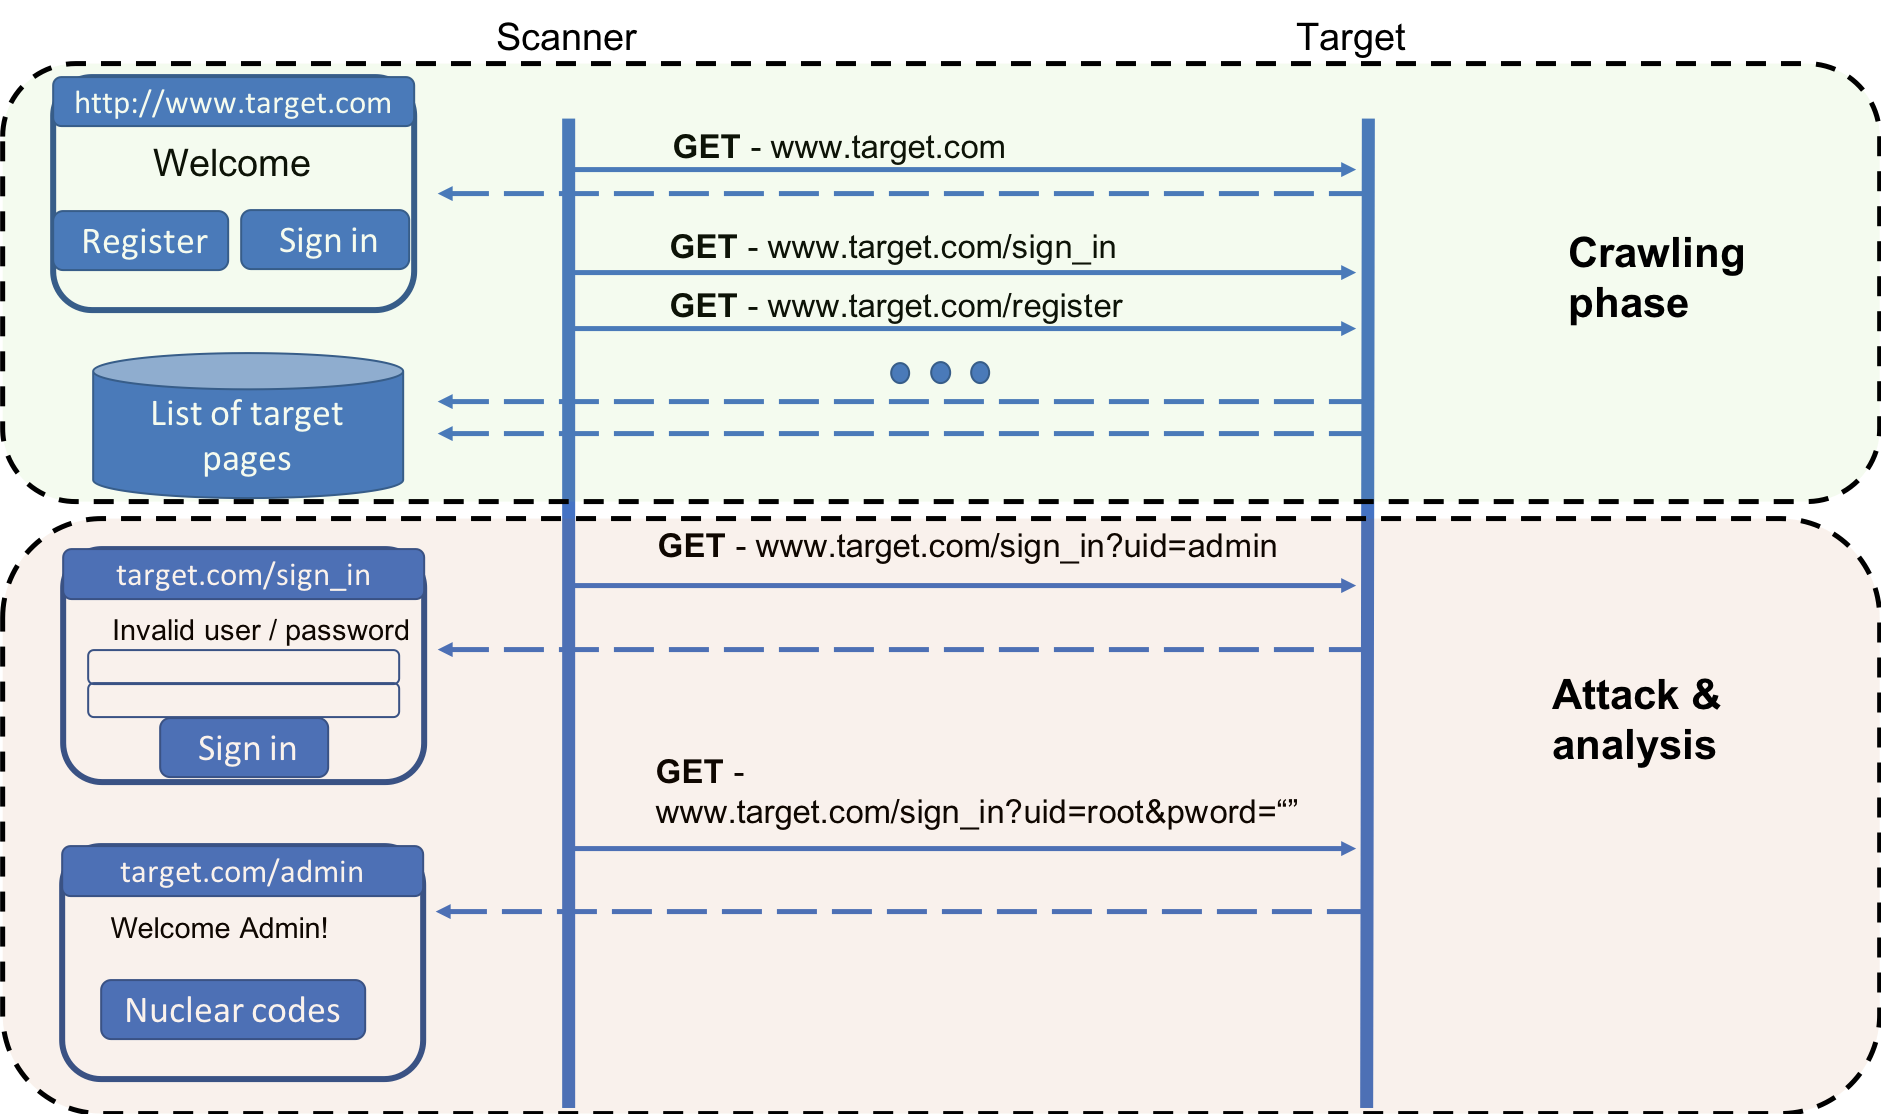 Scanner
Target
http://www.target.com
Welcome
Register
Sign in
GET - www.target.com
GET - www.target.com/sign_in
GET - www.target.com/register
Crawling
phase
List of target
pages
GET - www.target.com/sign_in?uid=admin
target.com/sign_in
Invalid user / password
Sign in
Attack &
analysis
GET -
www.target.com/sign_in?uid=root&pword=“”
target.com/admin
Welcome Admin!
Nuclear codes